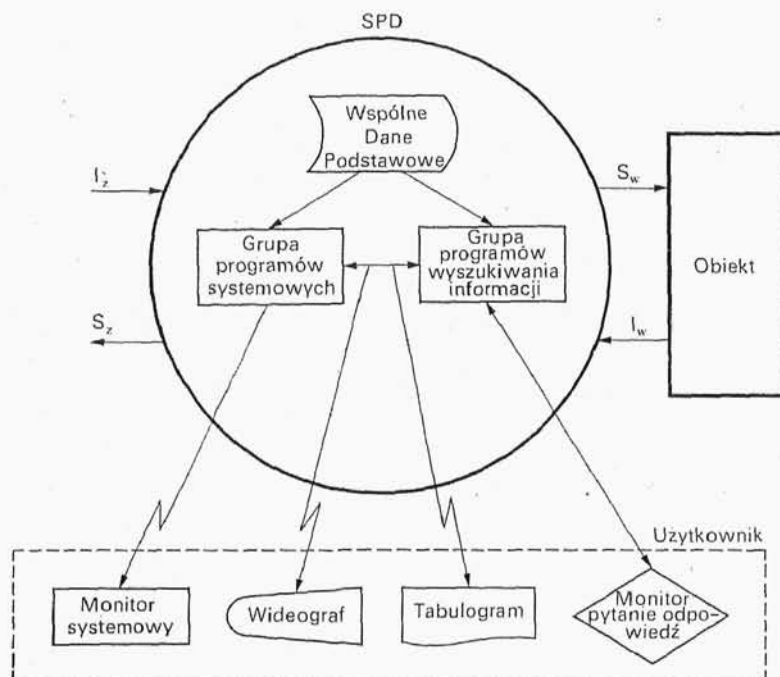 SPD
Wspólne
Dane
Podstawowe
I_z
S_w
Grupa
programów
systemowych
Grupa
programów
wyszukiwania
informacji
Obiekt
S_z
I_w
Użytkownik
Monitor
systemowy
Wideograf
Tabulogram
Monitor
pytanie odpo-
wiedź